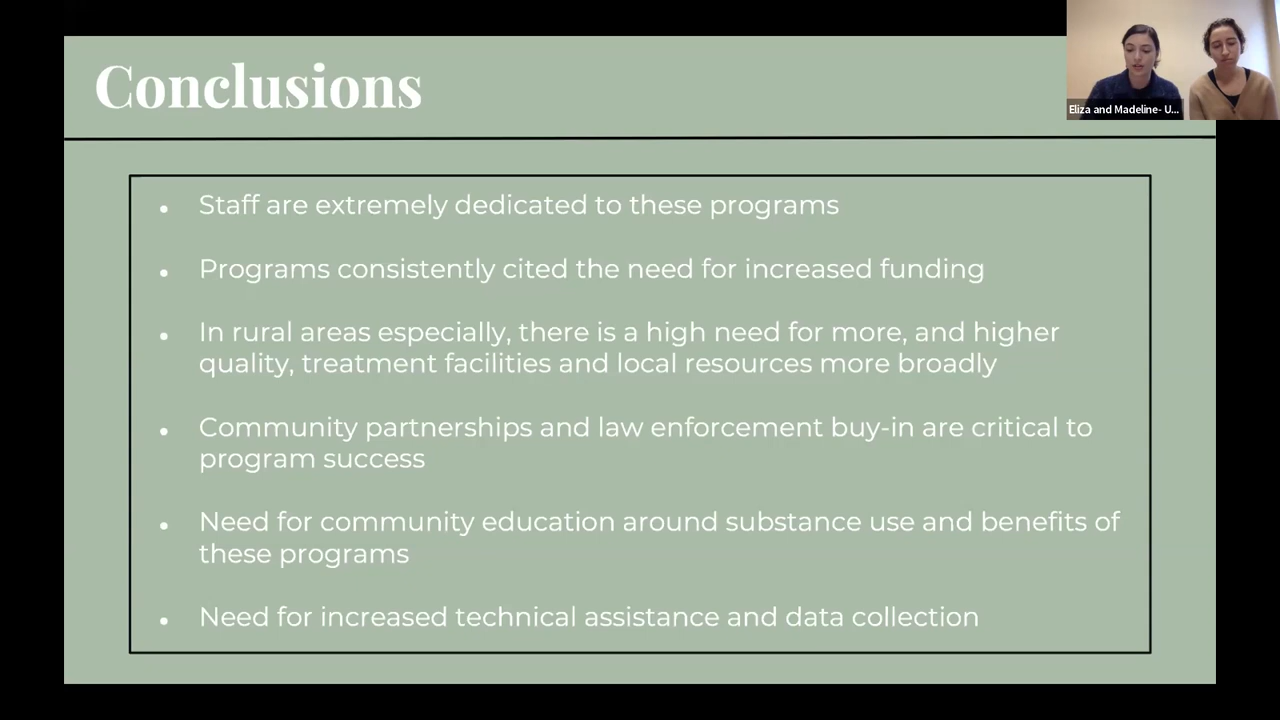 Conclusions
Eliza and Madeline- U...
• Staff are extremely dedicated to these programs
• Programs consistently cited the need for increased funding
• In rural areas especially, there is a high need for more, and higher
quality, treatment facilities and local resources more broadly
• Community partnerships and law enforcement buy-in are critical to
program success
• Need for community education around substance use and benefits of
these programs
• Need for increased technical assistance and data collection